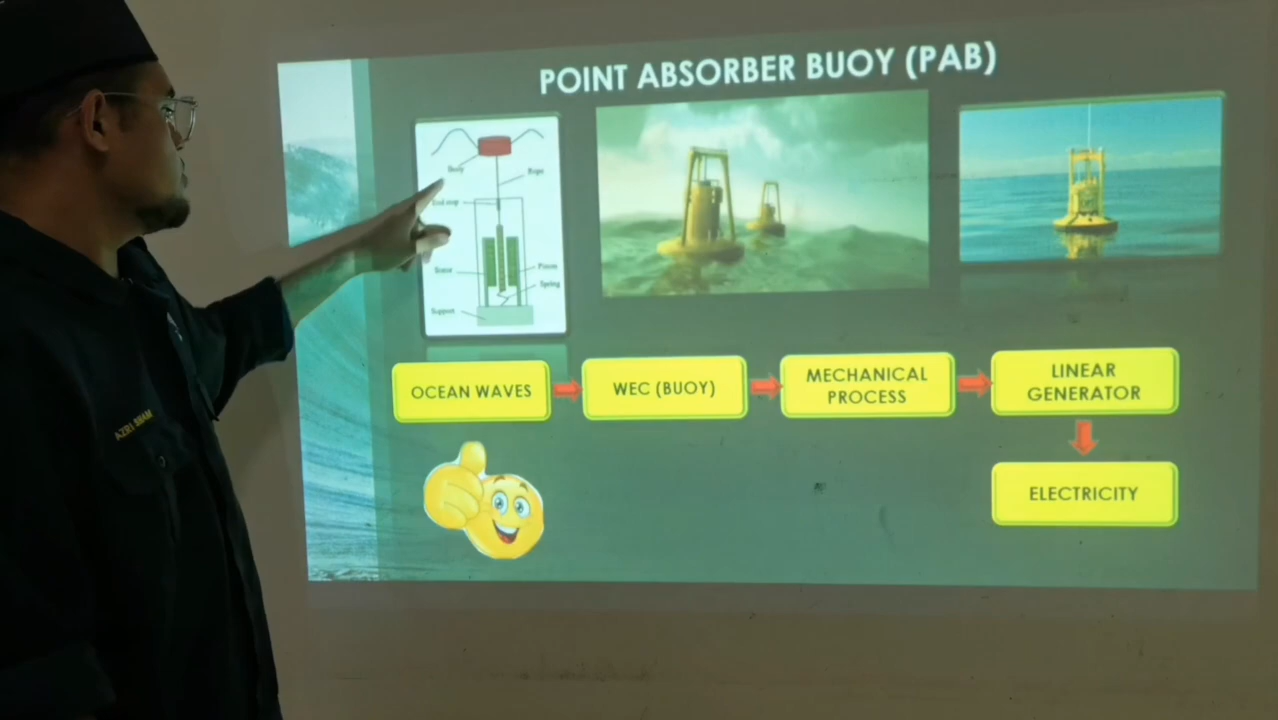 POINT ABSORBER BUOY (PAB)
Buoy
Rope
End stop
Stator
Piston
Spring
Support
OCEAN WAVES
WEC (BUOY)
MECHANICAL
PROCESS
LINEAR
GENERATOR
ELECTRICITY
AZRI